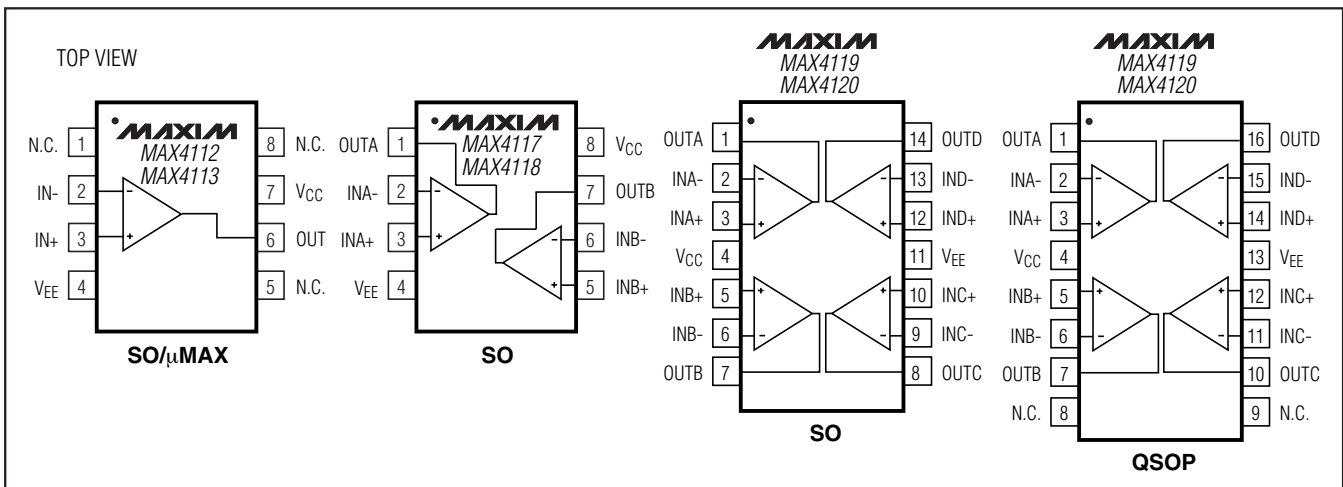 TOP VIEW
MAXIM
MAX4112
MAX4113
N.C. 1
IN- 2
IN+ 3
VEE 4
8 N.C.
7 VCC
6 OUT
5 N.C.
- 
+
SO/µMAX
MAXIM
MAX4117
MAX4118
OUTA 1
INA- 2
INA+ 3
VEE 4
8 VCC
7 OUTB
6 INB-
5 INB+
-
+
-
+
SO
MAXIM
MAX4119
MAX4120
OUTA 1
INA- 2
INA+ 3
VCC 4
INB+ 5
INB- 6
OUTB 7
14 OUTD
13 IND-
12 IND+
11 VEE
10 INC+
9 INC-
8 OUTC
-
+
-
+
+
-
+
-
SO
MAXIM
MAX4119
MAX4120
OUTA 1
INA- 2
INA+ 3
VCC 4
INB+ 5
INB- 6
OUTB 7
N.C. 8
16 OUTD
15 IND-
14 IND+
13 VEE
12 INC+
11 INC-
10 OUTC
9 N.C.
-
+
-
+
+
-
+
-
QSOP